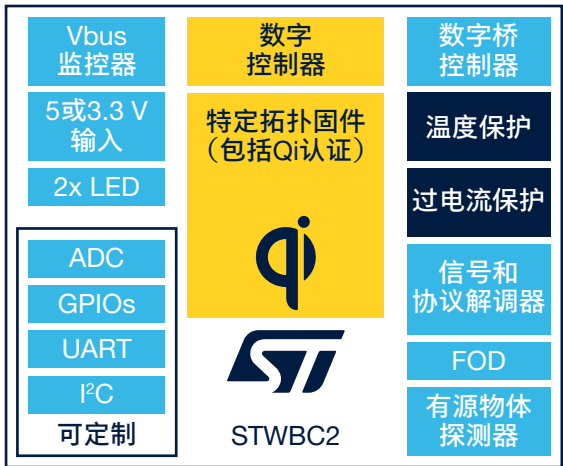 Vbus
监控器
5或3.3 V
输入
2x LED
ADC
GPIOs
UART
I²C
可定制
数字
控制器
特定拓扑固件
（包括Qi认证）
qi
ST
STWBC2
数字桥
控制器
温度保护
过电流保护
信号和
协议解调器
FOD
有源物体
探测器